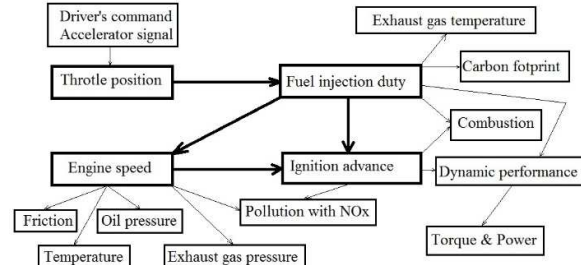 Driver's command
Accelerator signal
Exhaust gas temperature
Throttle position
Fuel injection duty
Carbon fotprint
Combustion
Engine speed
Ignition advance
Dynamic performance
Friction
Oil pressure
Pollution with NOx
Temperature
Exhaust gas pressure
Torque & Power